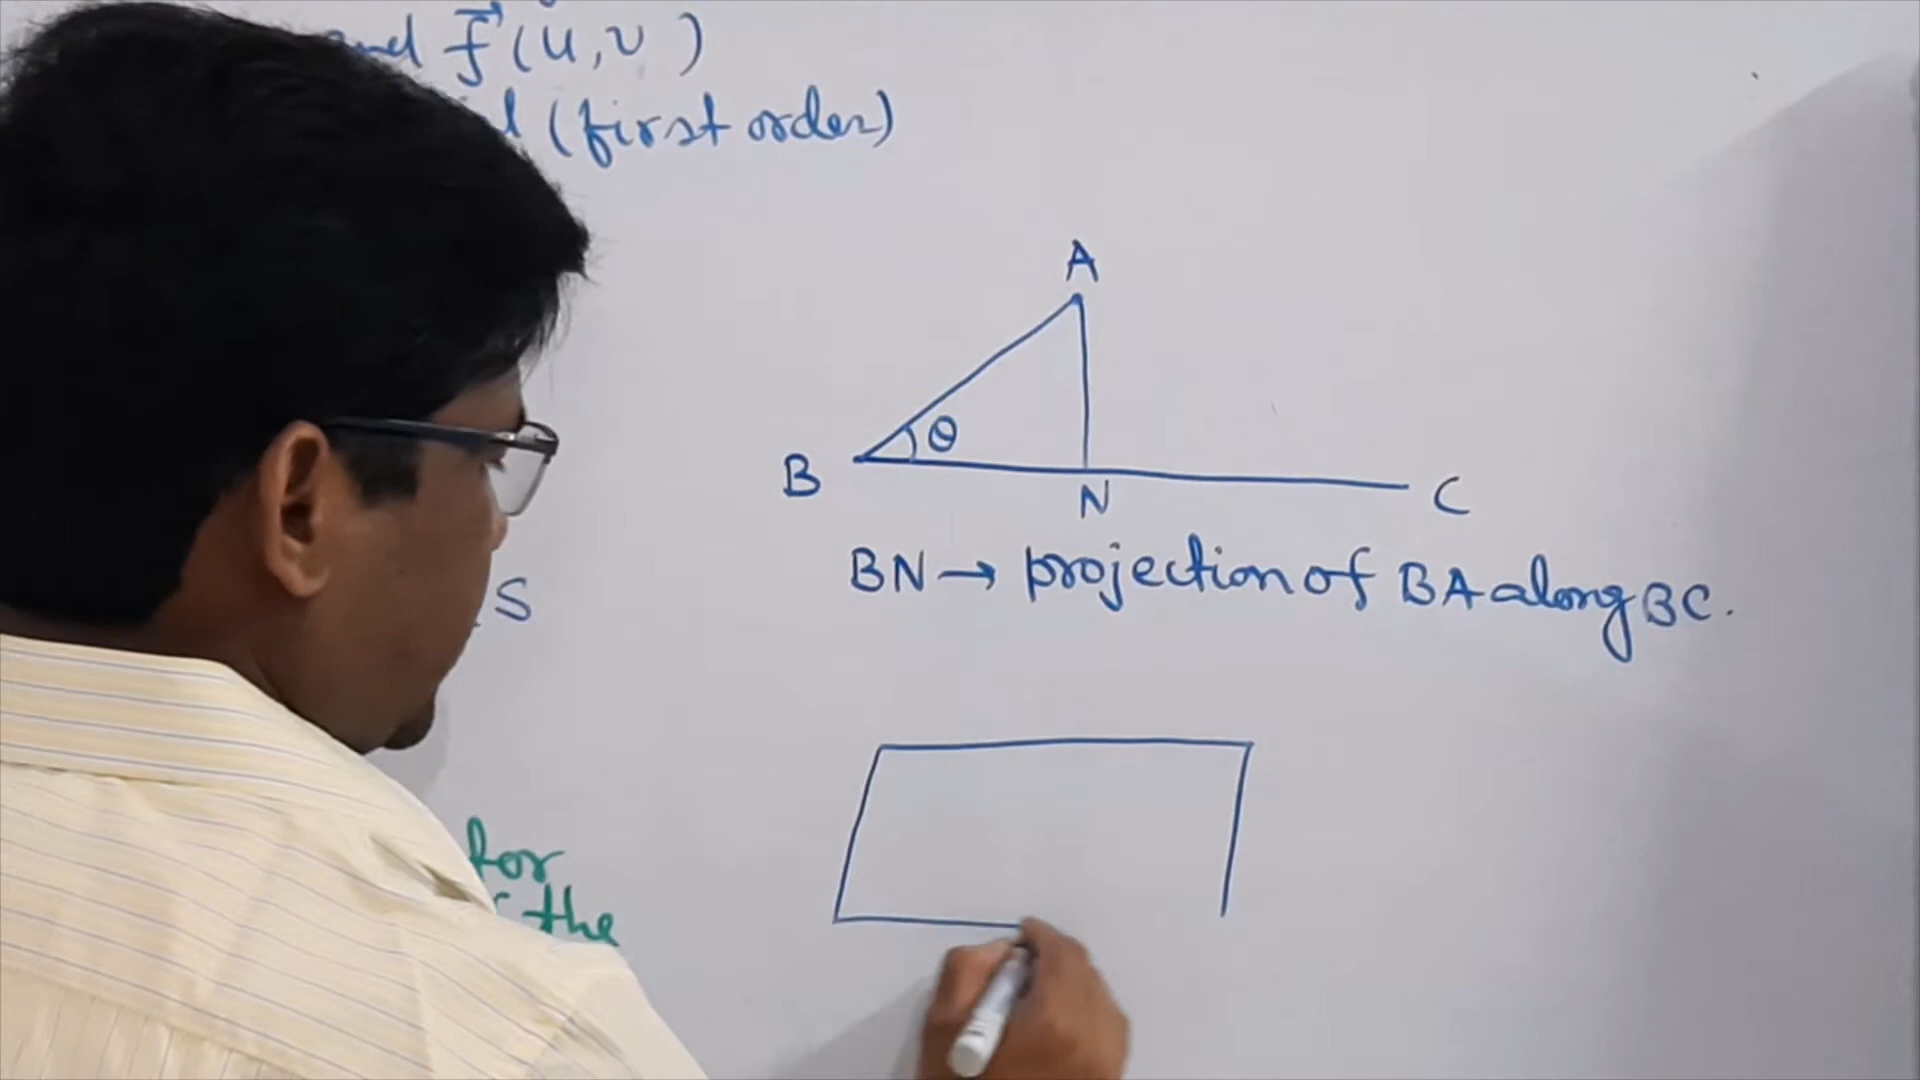 f⃗(u,v)
(first order)
A
θ
B
N
C
BN → projection of BA along BC.
S
for
the